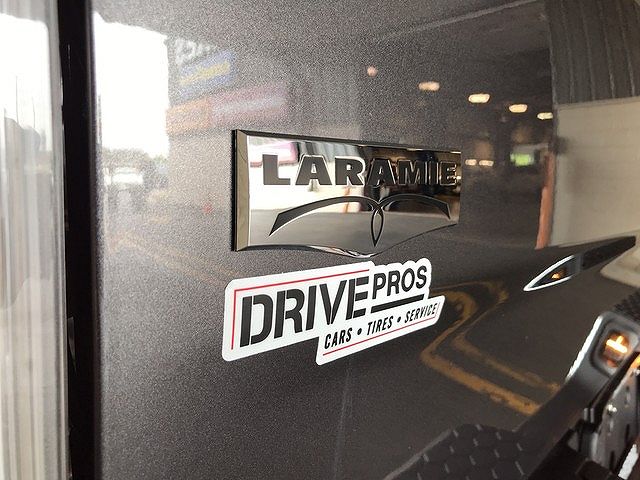 LARAMIE
DRIVE PROS
CARS • TIRES • SERVICE